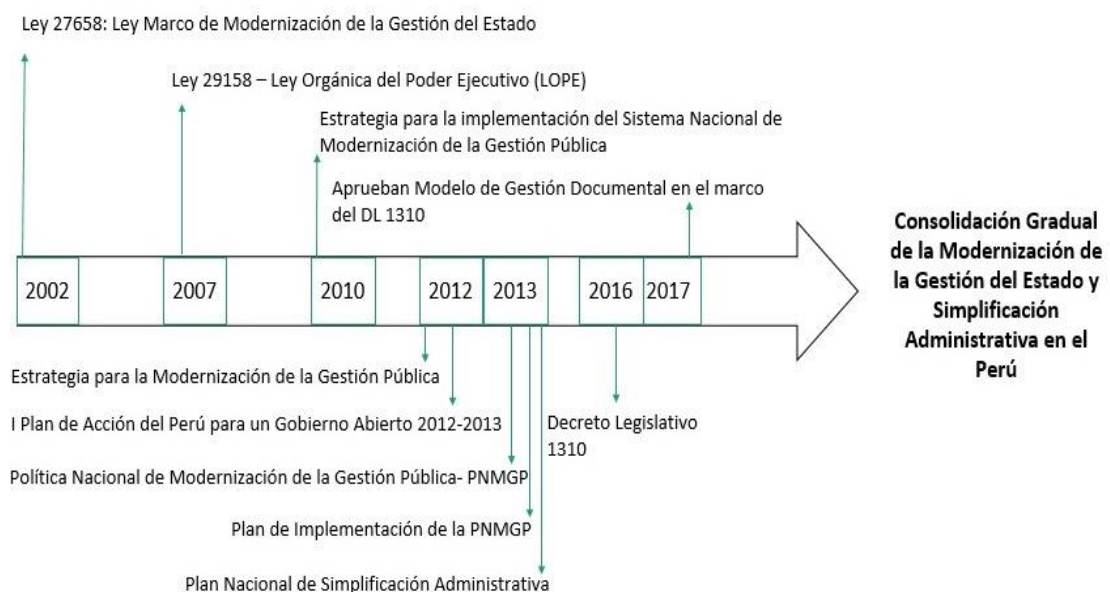 Ley 27658: Ley Marco de Modernización de la Gestión del Estado
Ley 29158 – Ley Orgánica del Poder Ejecutivo (LOPE)
Estrategia para la implementación del Sistema Nacional de
Modernización de la Gestión Pública
Aprueban Modelo de Gestión Documental en el marco
del DL 1310
2002
2007
2010
2012
2013
2016
2017
Consolidación Gradual
de la Modernización de
la Gestión del Estado y
Simplificación
Administrativa en el
Perú
Estrategia para la Modernización de la Gestión Pública
I Plan de Acción del Perú para un Gobierno Abierto 2012-2013
Decreto Legislativo
1310
Política Nacional de Modernización de la Gestión Pública- PNMGP
Plan de Implementación de la PNMGP
Plan Nacional de Simplificación Administrativa